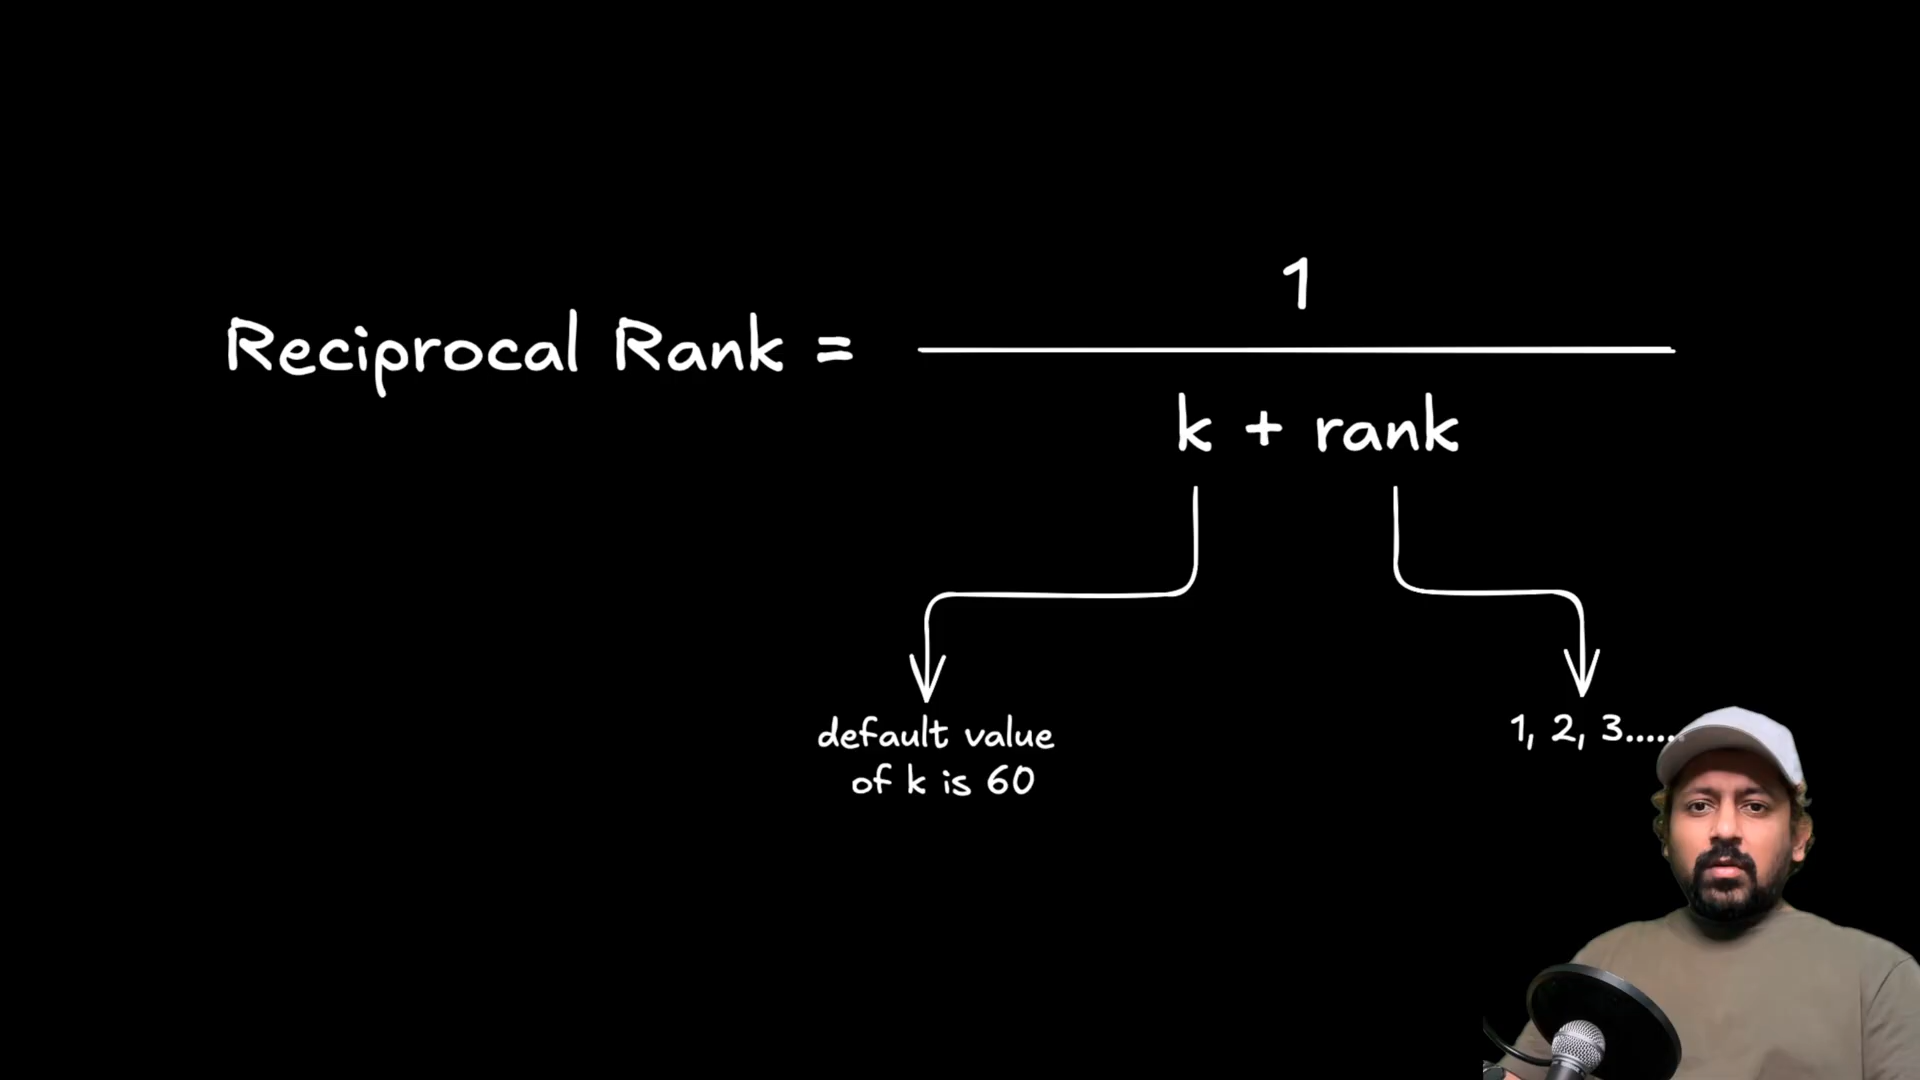 Reciprocal Rank =
1
k + rank
default value
of k is 60
1, 2, 3......